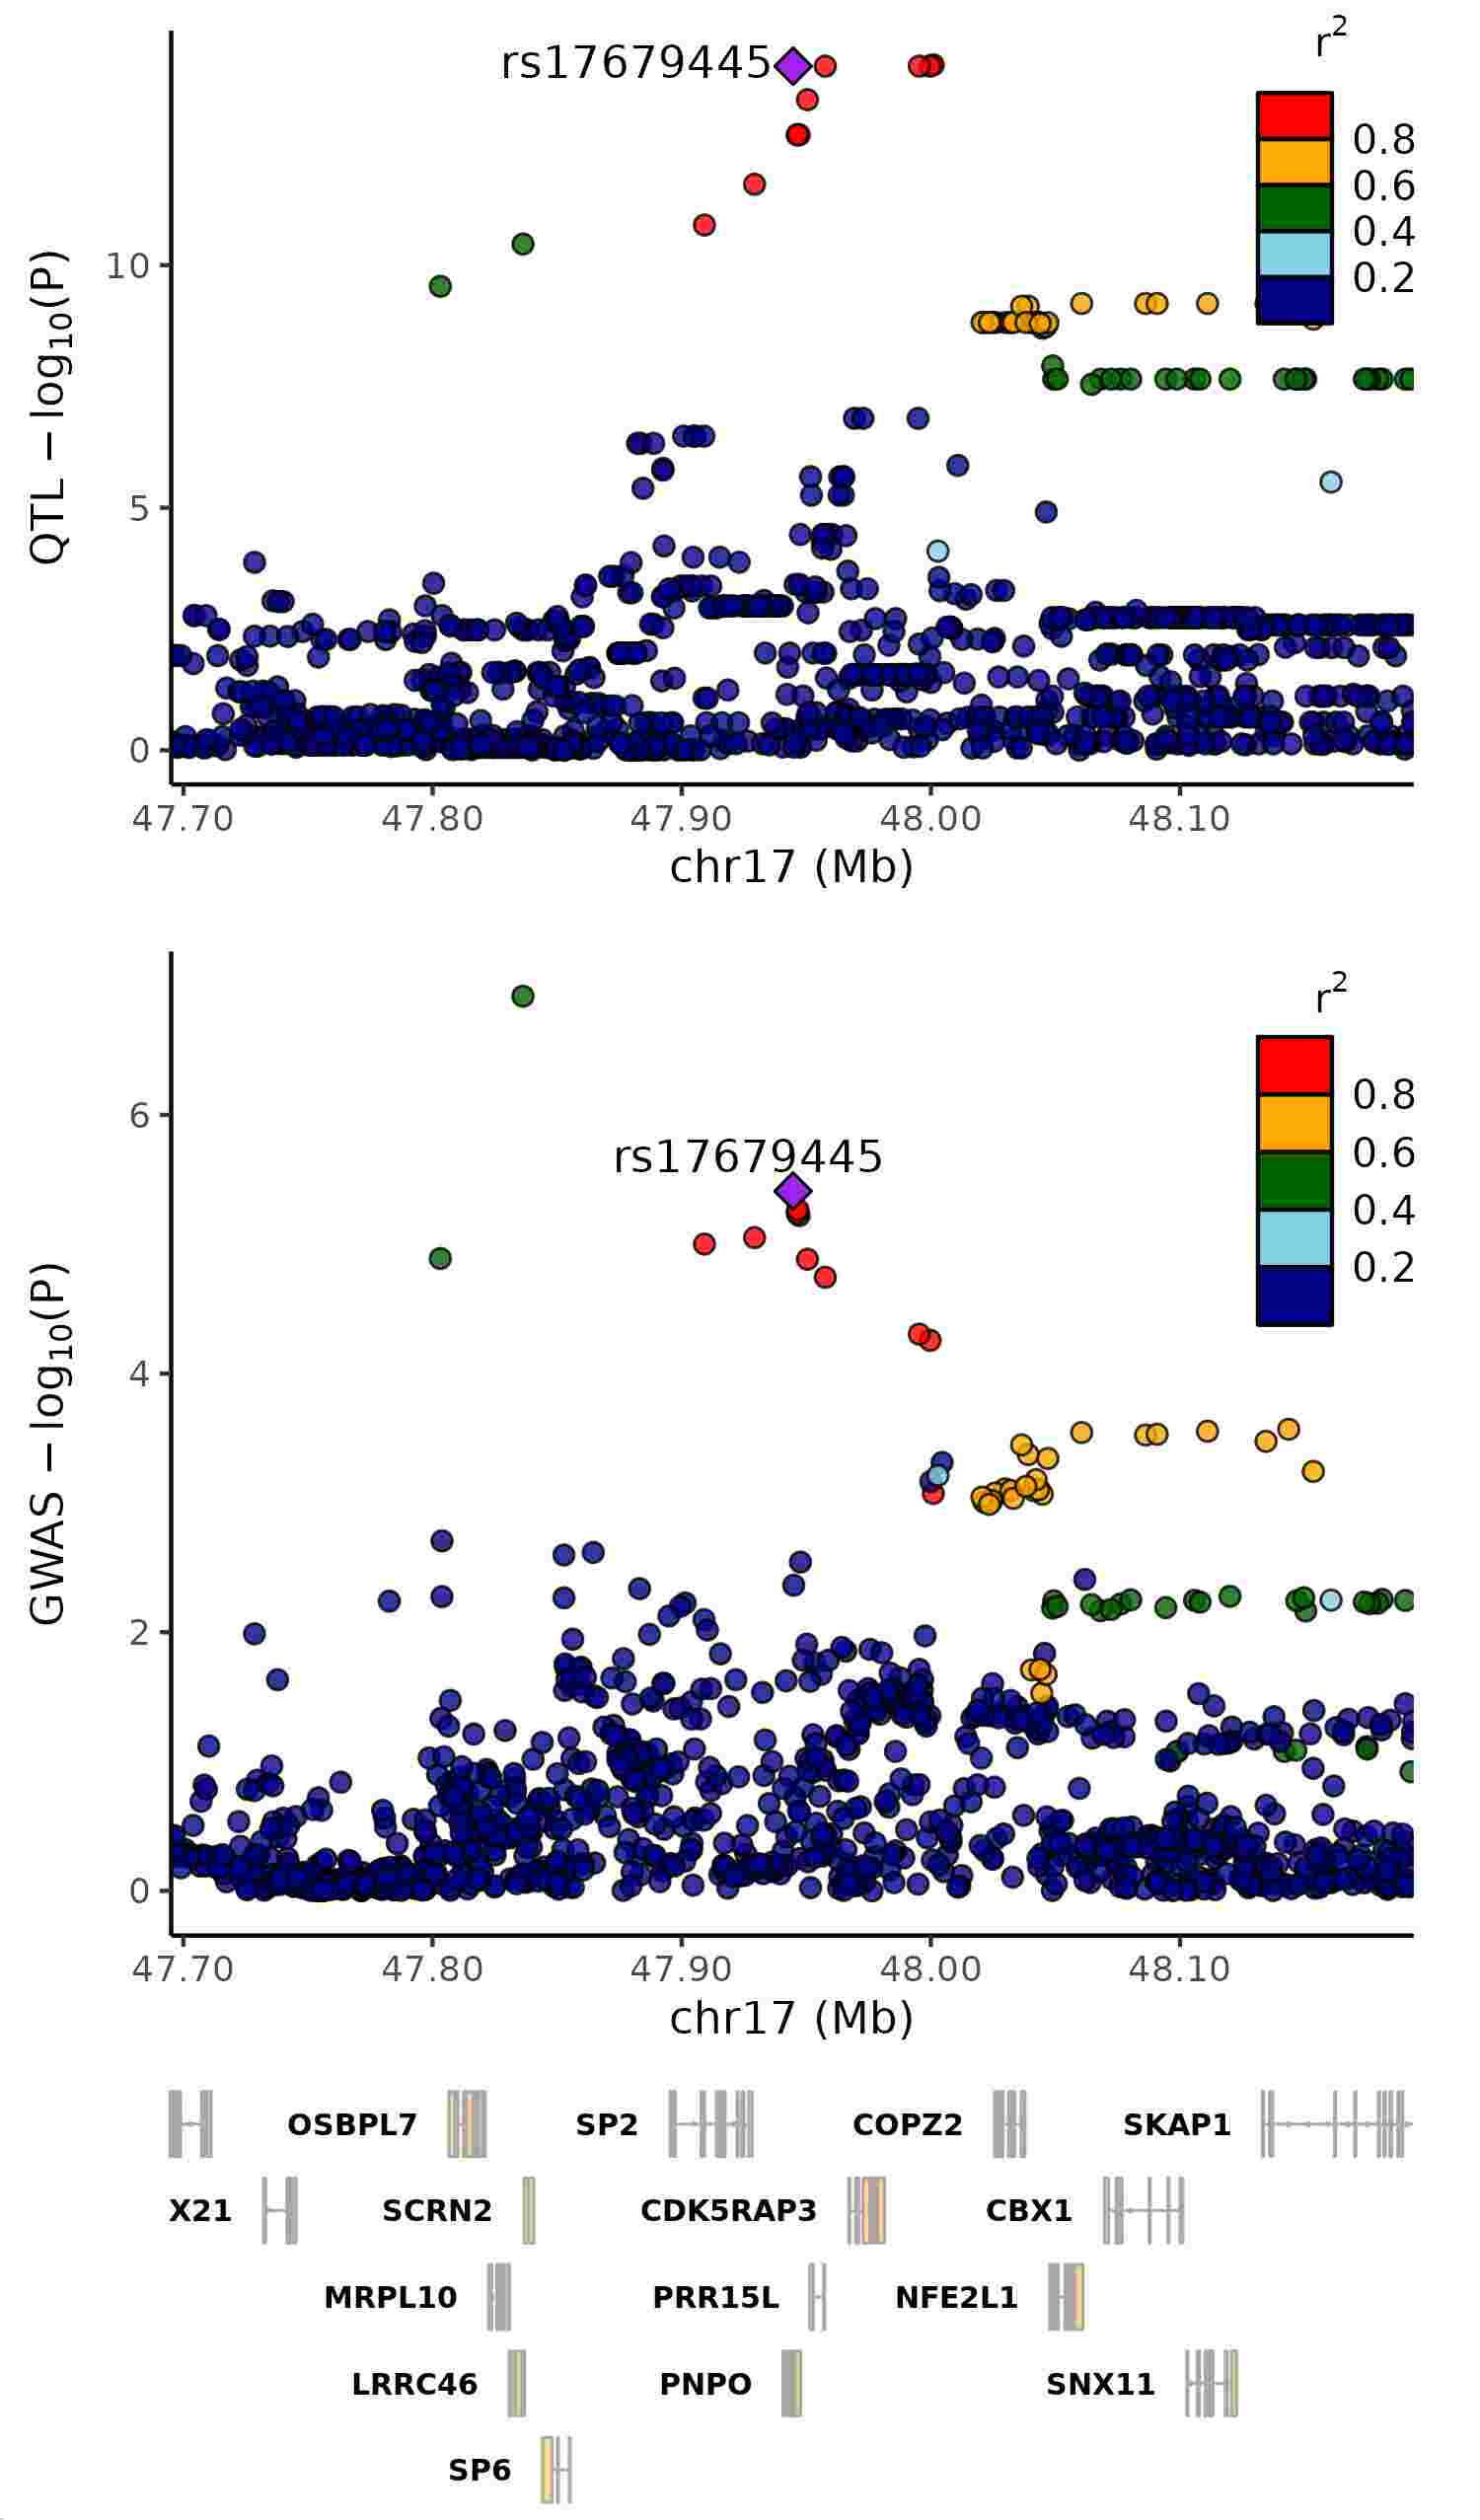 rs17679445
r2
0.8
0.6
0.4
0.2
10
5
0
QTL −log10(P)
47.70 47.80 47.90 48.00 48.10
chr17 (Mb)
rs17679445
r2
0.8
0.6
0.4
0.2
6
4
2
0
GWAS −log10(P)
47.70 47.80 47.90 48.00 48.10
chr17 (Mb)
OSBPL7 SP2 COPZ2 SKAP1
X21 SCRN2 CDK5RAP3 CBX1
MRPL10 PRR15L NFE2L1
LRRC46 PNPO SNX11
SP6